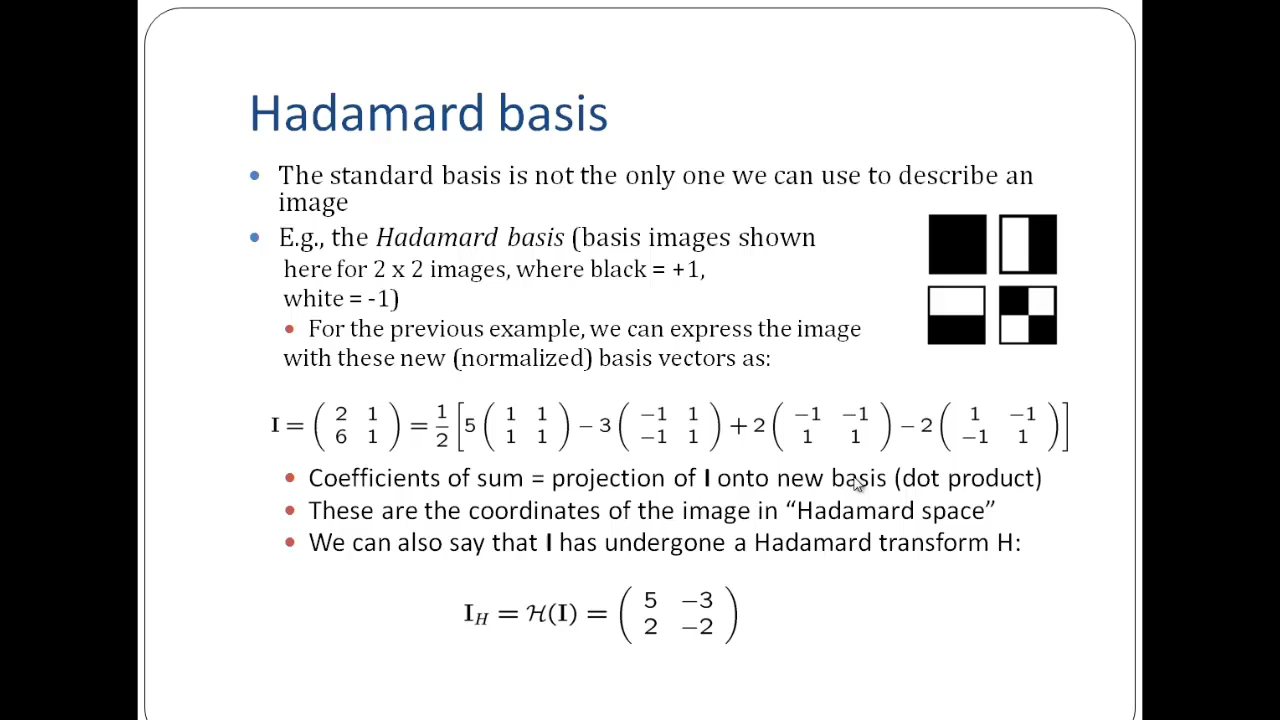 Hadamard basis
• The standard basis is not the only one we can use to describe an
image
• E.g., the Hadamard basis (basis images shown
here for 2 x 2 images, where black = +1,
white = -1)
• For the previous example, we can express the image
with these new (normalized) basis vectors as:
I = ( 2 1 ; 6 1 ) = 1/2 [ 5 ( 1 1 ; 1 1 ) − 3 ( −1 1 ; −1 1 ) + 2 ( −1 −1 ; 1 1 ) − 2 ( 1 −1 ; −1 1 ) ]
• Coefficients of sum = projection of I onto new basis (dot product)
• These are the coordinates of the image in “Hadamard space”
• We can also say that I has undergone a Hadamard transform H:
I_H = ℋ(I) = ( 5 −3 ; 2 −2 )